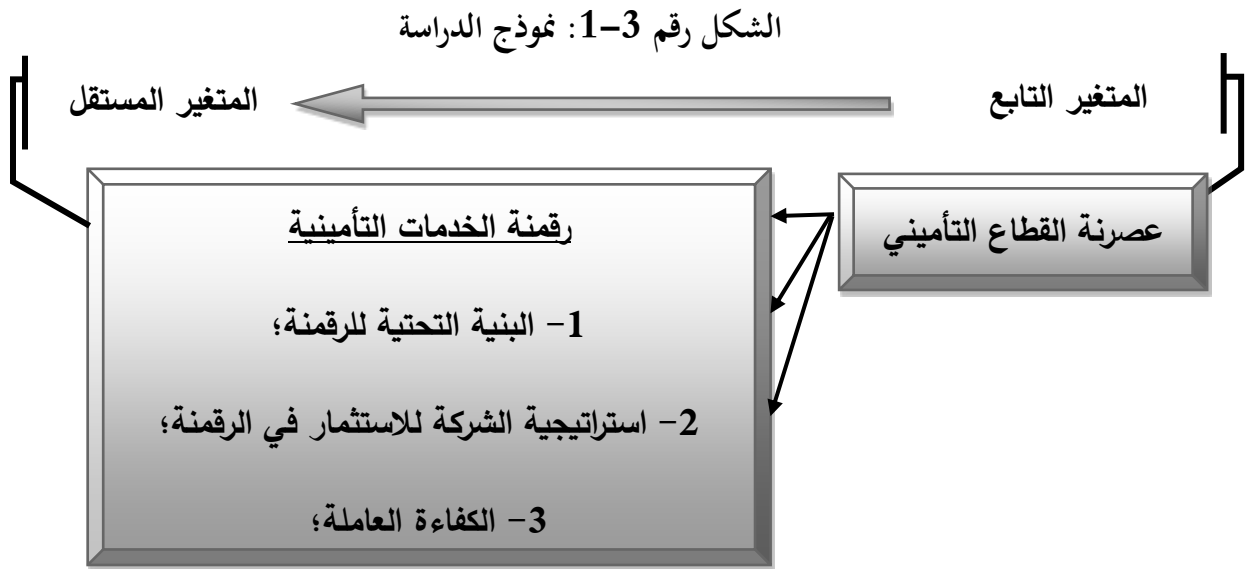 الشكل رقم 3-1: نموذج الدراسة
المتغير التابع
المتغير المستقل
عصرنة القطاع التأميني
رقمنة الخدمات التأمينية
1- البنية التحتية للرقمنة؛
2- استراتيجية الشركة للاستثمار في الرقمنة؛
3- الكفاءة العاملة؛